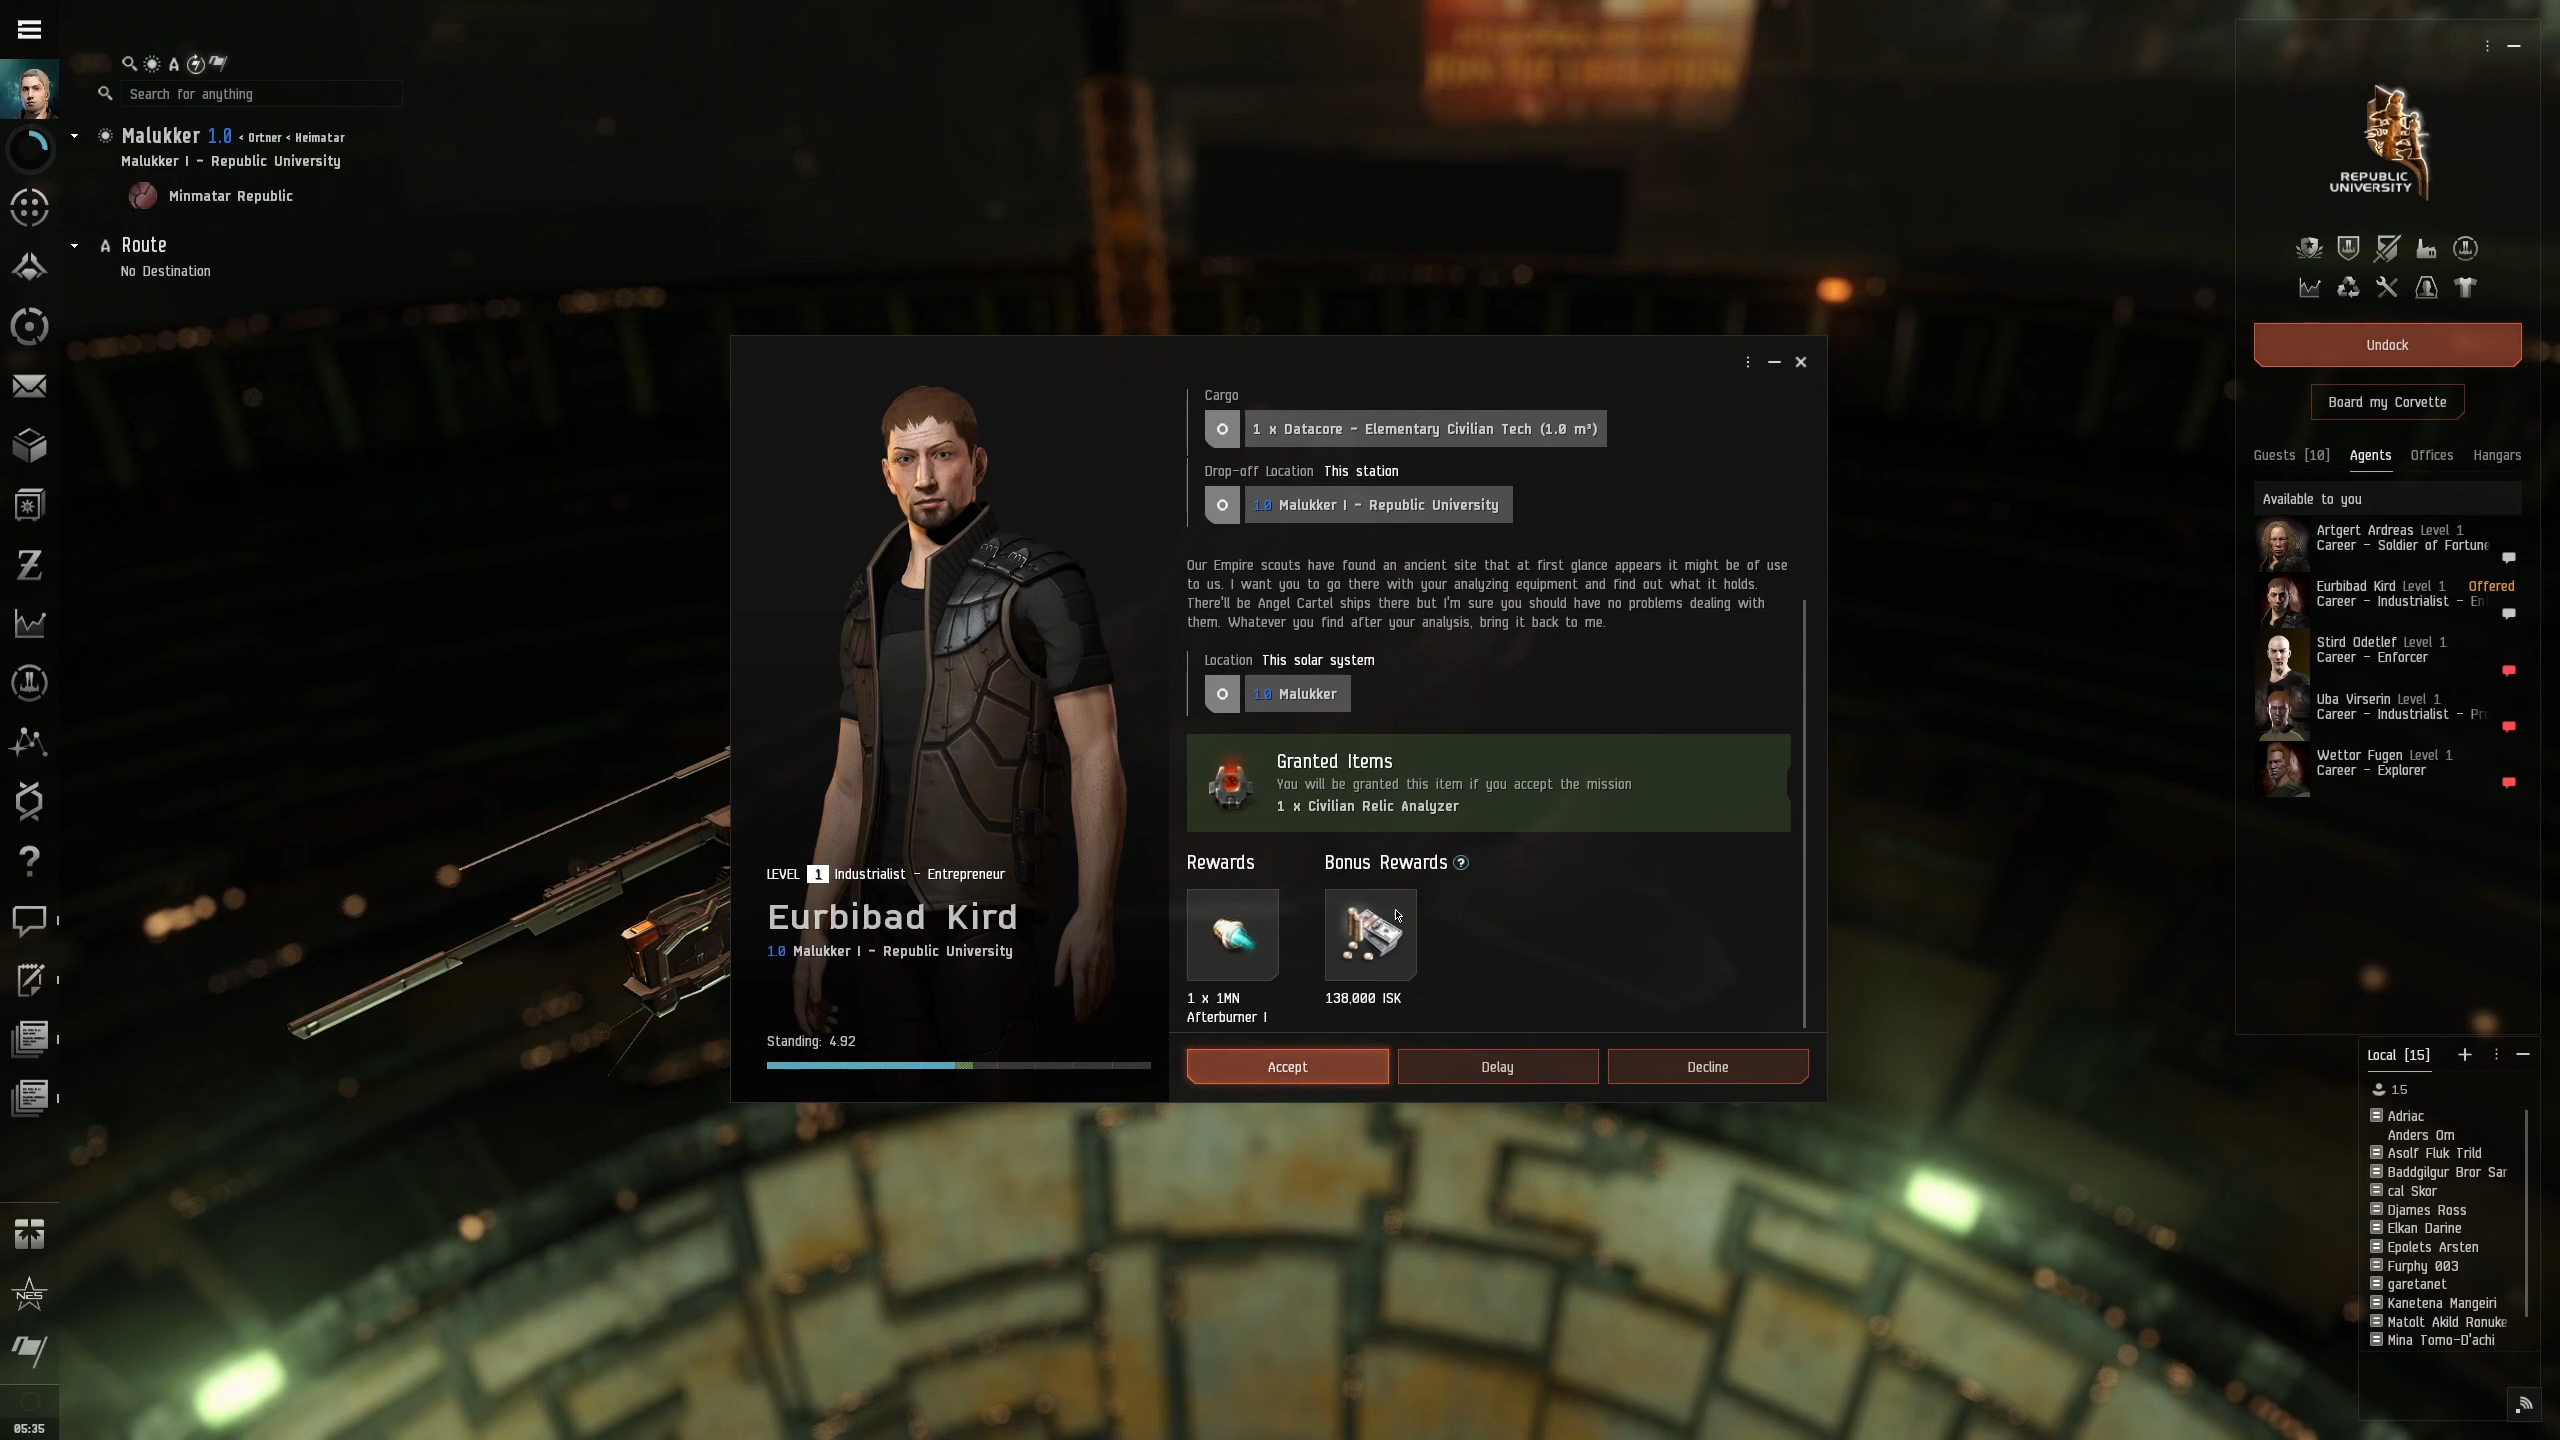 Search for anything
Malukker 1.0 < Ortner < Heimatar
Malukker I - Republic University
Minmatar Republic
Route
No Destination
Cargo
1 x Datacore - Elementary Civilian Tech (1.0 m³)
Drop-off Location This station
1.0 Malukker I - Republic University
Our Empire scouts have found an ancient site that at first glance appears it might be of use
to us. I want you to go there with your analyzing equipment and find out what it holds.
There'll be Angel Cartel ships there but I'm sure you should have no problems dealing with
them. Whatever you find after your analysis, bring it back to me.
Location This solar system
1.0 Malukker
Granted Items
You will be granted this item if you accept the mission
1 x Civilian Relic Analyzer
Rewards
Bonus Rewards ?
1 x 1MN
Afterburner I
138,000 ISK
Accept
Delay
Decline
LEVEL 1 Industrialist - Entrepreneur
Eurbibad Kird
1.0 Malukker I - Republic University
Standing: 4.92
NES
05:35
REPUBLIC
UNIVERSITY
Undock
Board my Corvette
Guests [10] Agents Offices Hangars
Available to you
Artgert Ardreas Level 1
Career - Soldier of Fortune
Eurbibad Kird Level 1 Offered
Career - Industrialist - En
Stird Odetlef Level 1
Career - Enforcer
Uba Virserin Level 1
Career - Industrialist - Pr
Wettor Fugen Level 1
Career - Explorer
Local [15]
15
Adriac
Anders Om
Asolf Fluk Trild
Baddgilgur Bror Sar
cal Skor
Djames Ross
Elkan Darine
Epolets Arsten
Furphy 003
garetanet
Kanetena Mangeiri
Matolt Akild Ronuke
Mina Tomo-D'achi